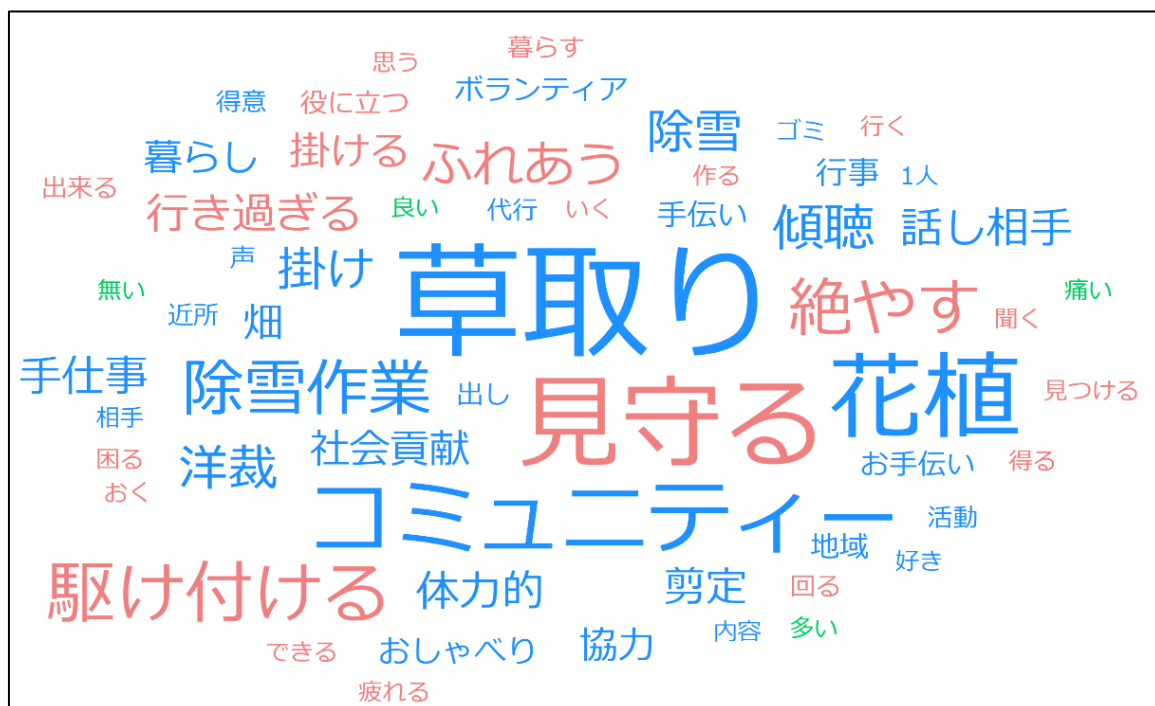 暮らす
思う
ボランティア
得意
役に立つ
除雪
ゴミ
行く
暮らし
掛ける
ふれあう
作る
行事
1人
出来る
行き過ぎる
良い
代行
いく
手伝い
傾聴
話し相手
声
掛け
草取り
絶やす
痛い
無い
近所
畑
聞く
手仕事
除雪作業
出し
見守る
花植
見つける
相手
社会貢献
困る
洋裁
お手伝い
得る
おく
コミュニティー
活動
地域
好き
駆け付ける
体力的
剪定
回る
できる
おしゃべり
協力
内容
多い
疲れる